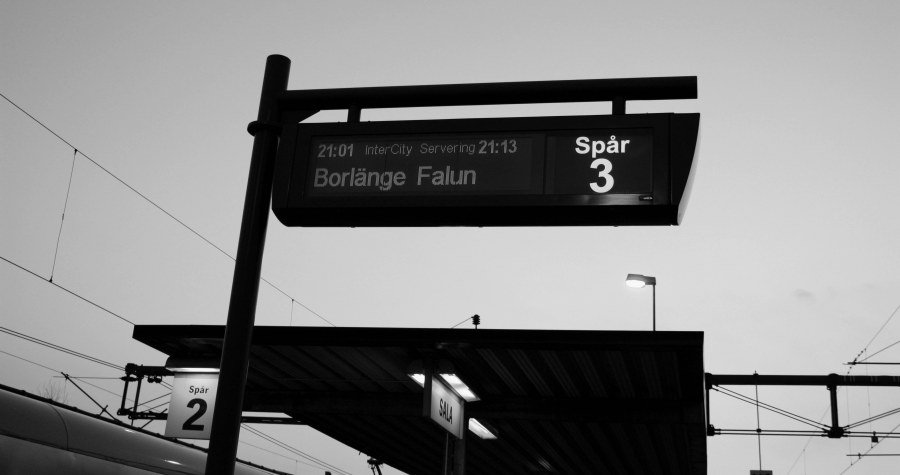 21:01 InterCity Servering 21:13
Borlänge Falun
Spår
3
Spår
2
SALA